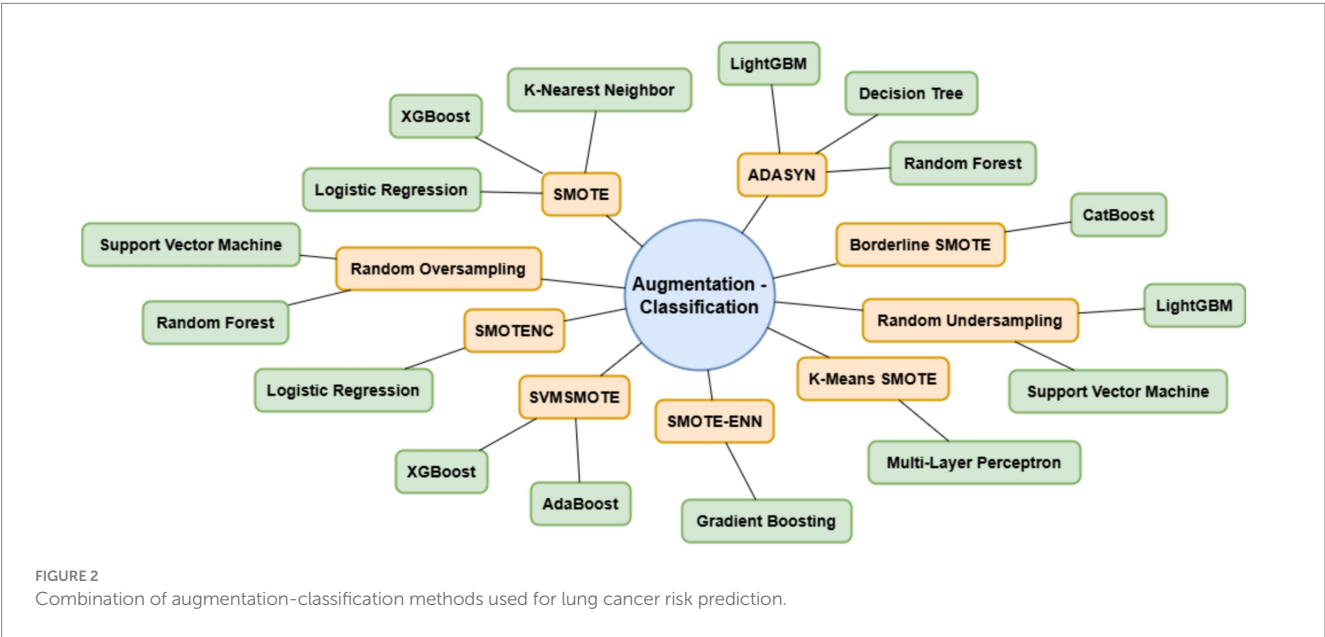 LightGBM
K-Nearest Neighbor
Decision Tree
XGBoost
Random Forest
ADASYN
Logistic Regression
SMOTE
CatBoost
Support Vector Machine
Borderline SMOTE
Random Oversampling
Augmentation -
Classification
LightGBM
Random Forest
SMOTENC
Random Undersampling
K-Means SMOTE
Logistic Regression
SVMSMOTE
Support Vector Machine
SMOTE-ENN
XGBoost
Multi-Layer Perceptron
AdaBoost
Gradient Boosting
FIGURE 2
Combination of augmentation-classification methods used for lung cancer risk prediction.